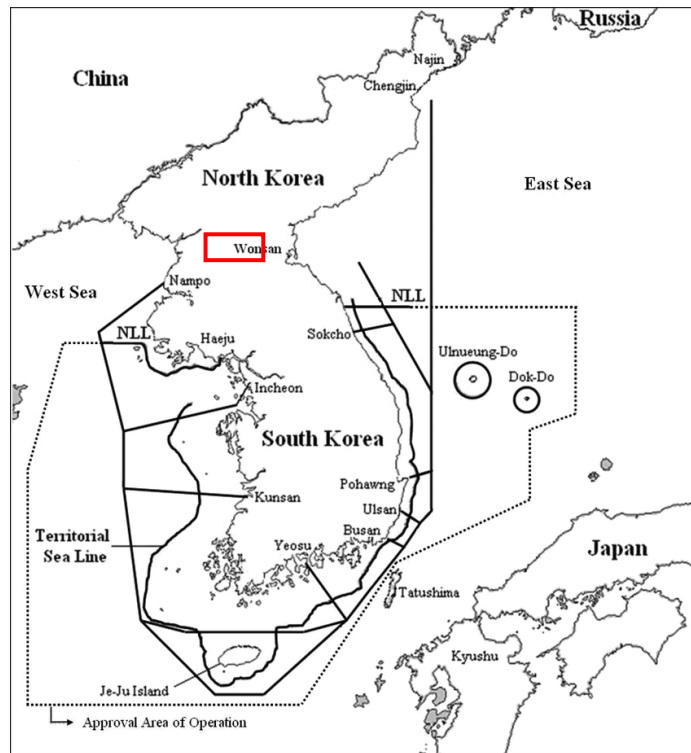 Russia
China
Najin
Chengjin
North Korea
East Sea
Wonsan
West Sea
Nampo
NLL
NLL
Haeju
Sokcho
Ulnueung-Do
Dok-Do
Incheon
South Korea
Pohawng
Kunsan
Ulsan
Busan
Territorial
Sea Line
Yeosu
Japan
Tatushima
Kyushu
Je-Ju Island
Approval Area of Operation